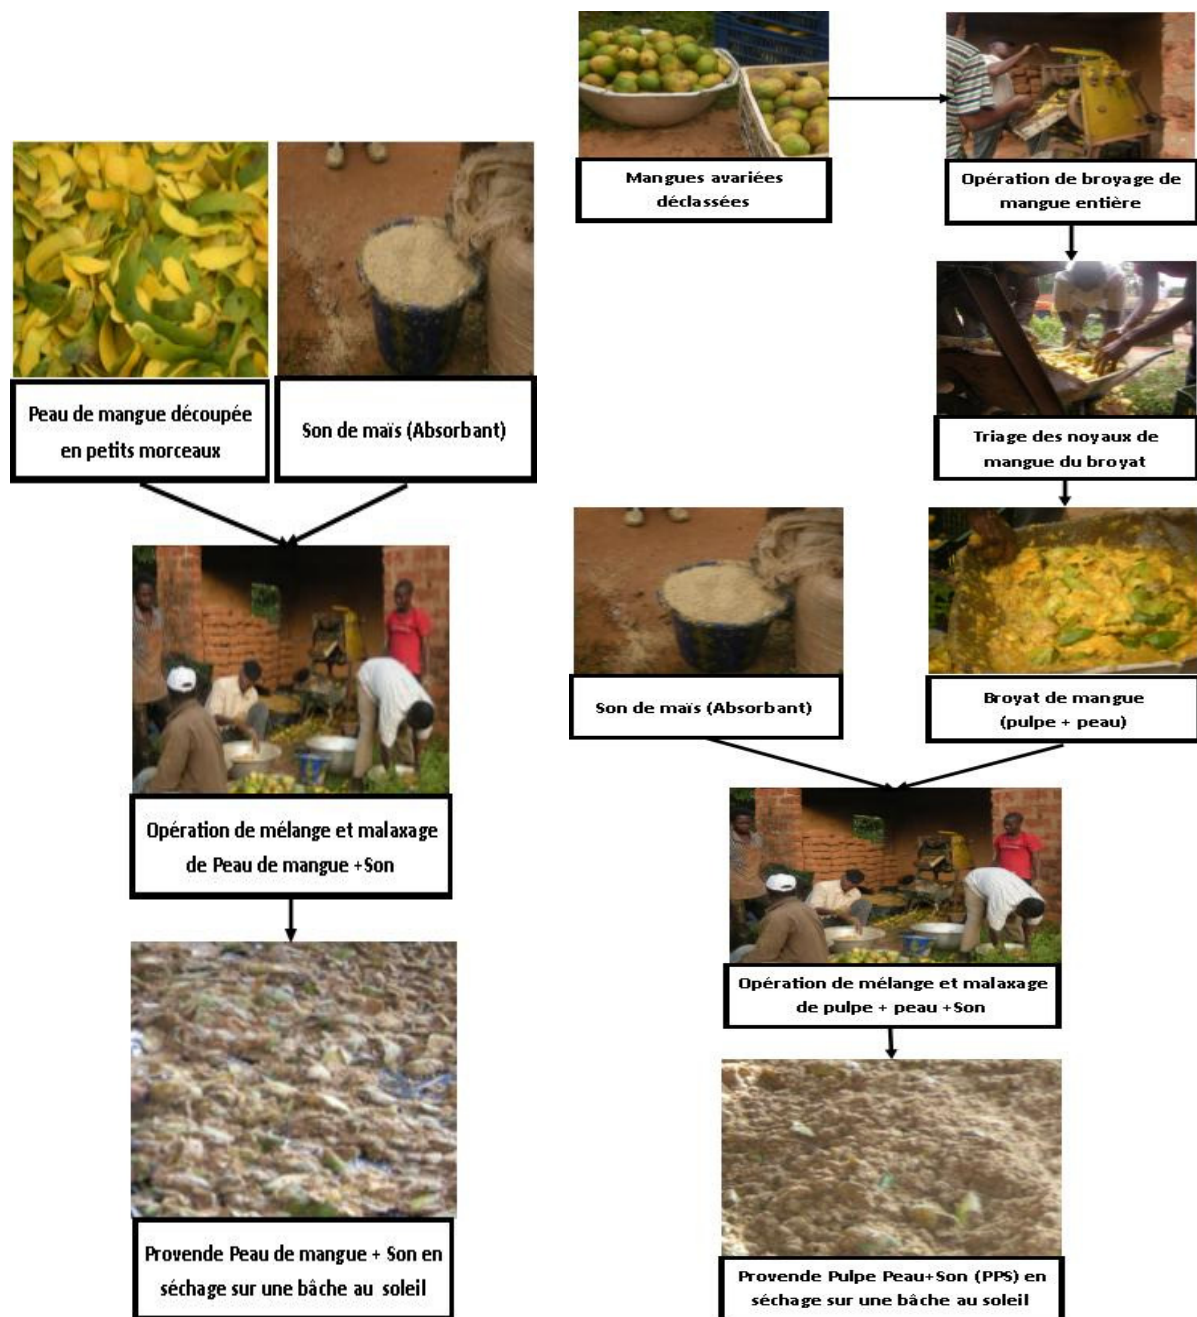 Peau de mangue découpée
en petits morceaux
Son de maïs (Absorbant)
Opération de mélange et malaxage
de Peau de mangue +Son
Provende Peau de mangue + Son en
séchage sur une bâche au soleil
Mangues avariées
déclassées
Opération de broyage de
mangue entière
Triage des noyaux de
mangue du broyat
Son de maïs (Absorbant)
Broyat de mangue
(pulpe + peau)
Opération de mélange et malaxage
de pulpe + peau +Son
Provende Pulpe Peau+Son (PPS) en
séchage sur une bâche au soleil